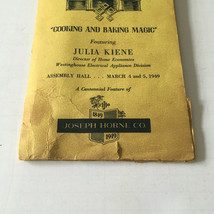 "COOKING AND BAKING MAGIC"
Featuring
JULIA KIENE
Director of Home Economics
Westinghouse Electrical Appliance Division
ASSEMBLY HALL . . . MARCH 4 and 5, 1949
A Centennial Feature of
1849
JOSEPH HORNE CO.
1949